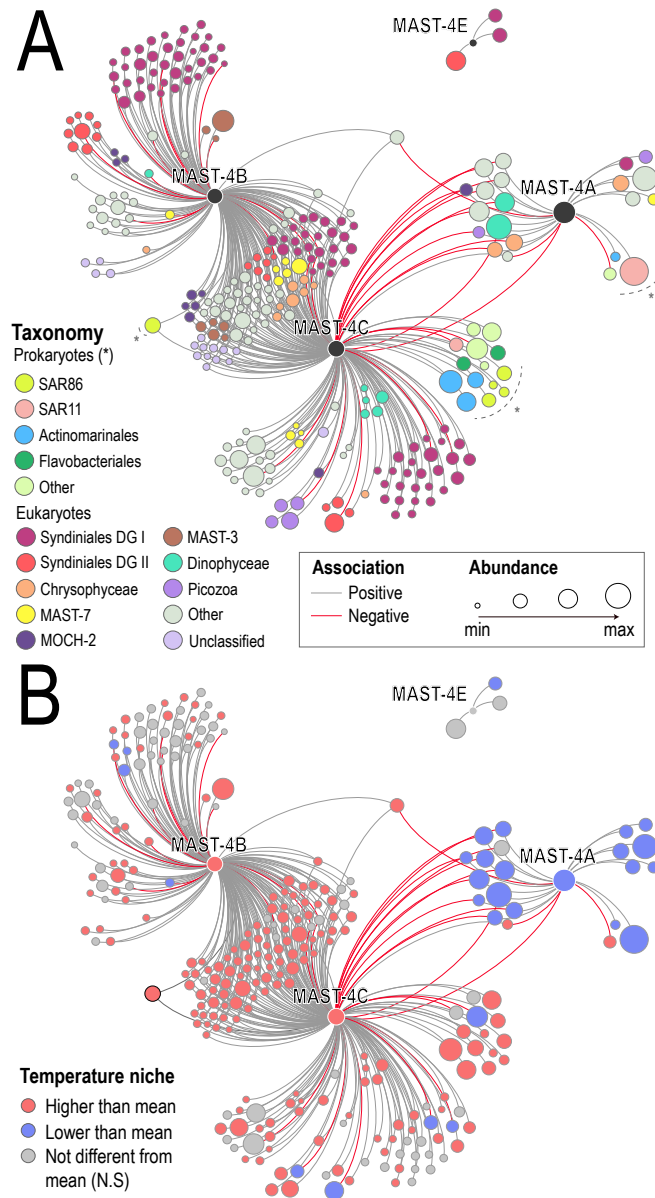 A
MAST-4E
MAST-4B
MAST-4A
MAST-4C
*
*
*
Taxonomy
Prokaryotes (*)
SAR86
SAR11
Actinomarinales
Flavobacteriales
Other
Eukaryotes
Syndiniales DG I
Syndiniales DG II
Chrysophyceae
MAST-7
MOCH-2
MAST-3
Dinophyceae
Picozoa
Other
Unclassified
Association
Positive
Negative
Abundance
min
max
B
MAST-4E
MAST-4B
MAST-4A
MAST-4C
Temperature niche
Higher than mean
Lower than mean
Not different from
mean (N.S)